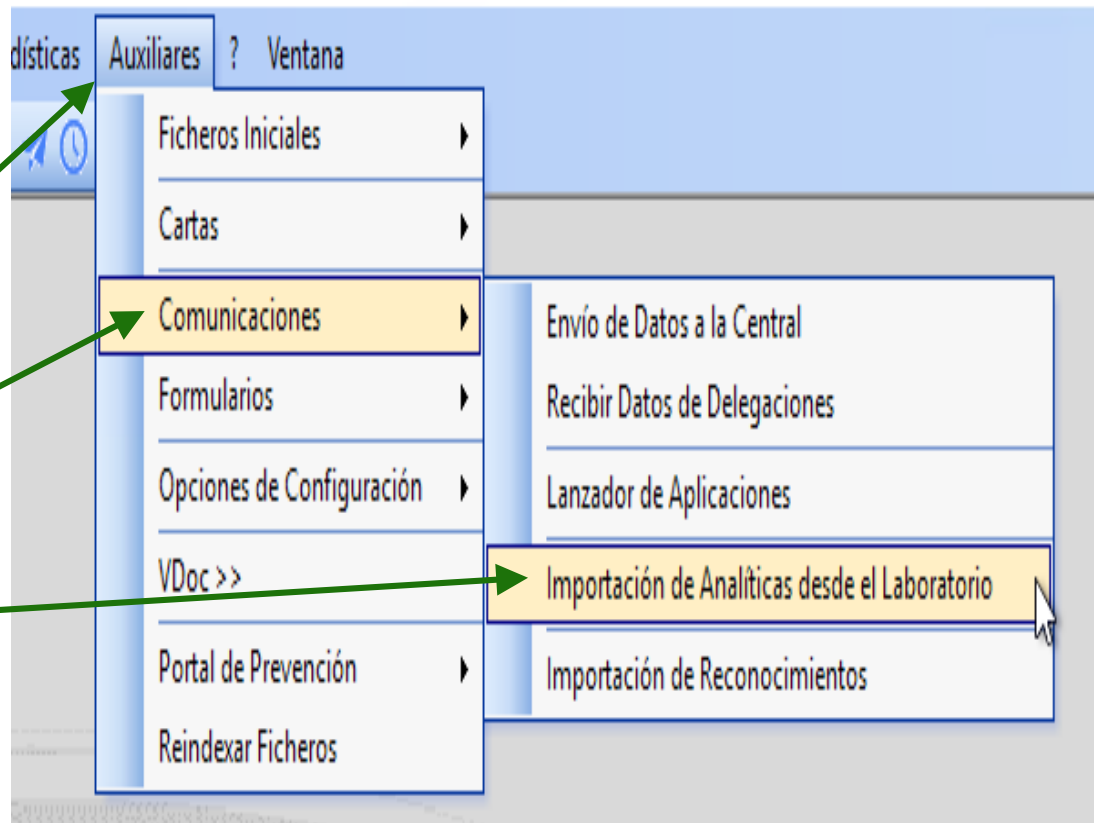 dísticas Auxiliares ? Ventana
Ficheros Iniciales
Cartas
Comunicaciones
Formularios
Opciones de Configuración
VDoc >>
Portal de Prevención
Reindexar Ficheros
Envío de Datos a la Central
Recibir Datos de Delegaciones
Lanzador de Aplicaciones
Importación de Analíticas desde el Laboratorio
Importación de Reconocimientos